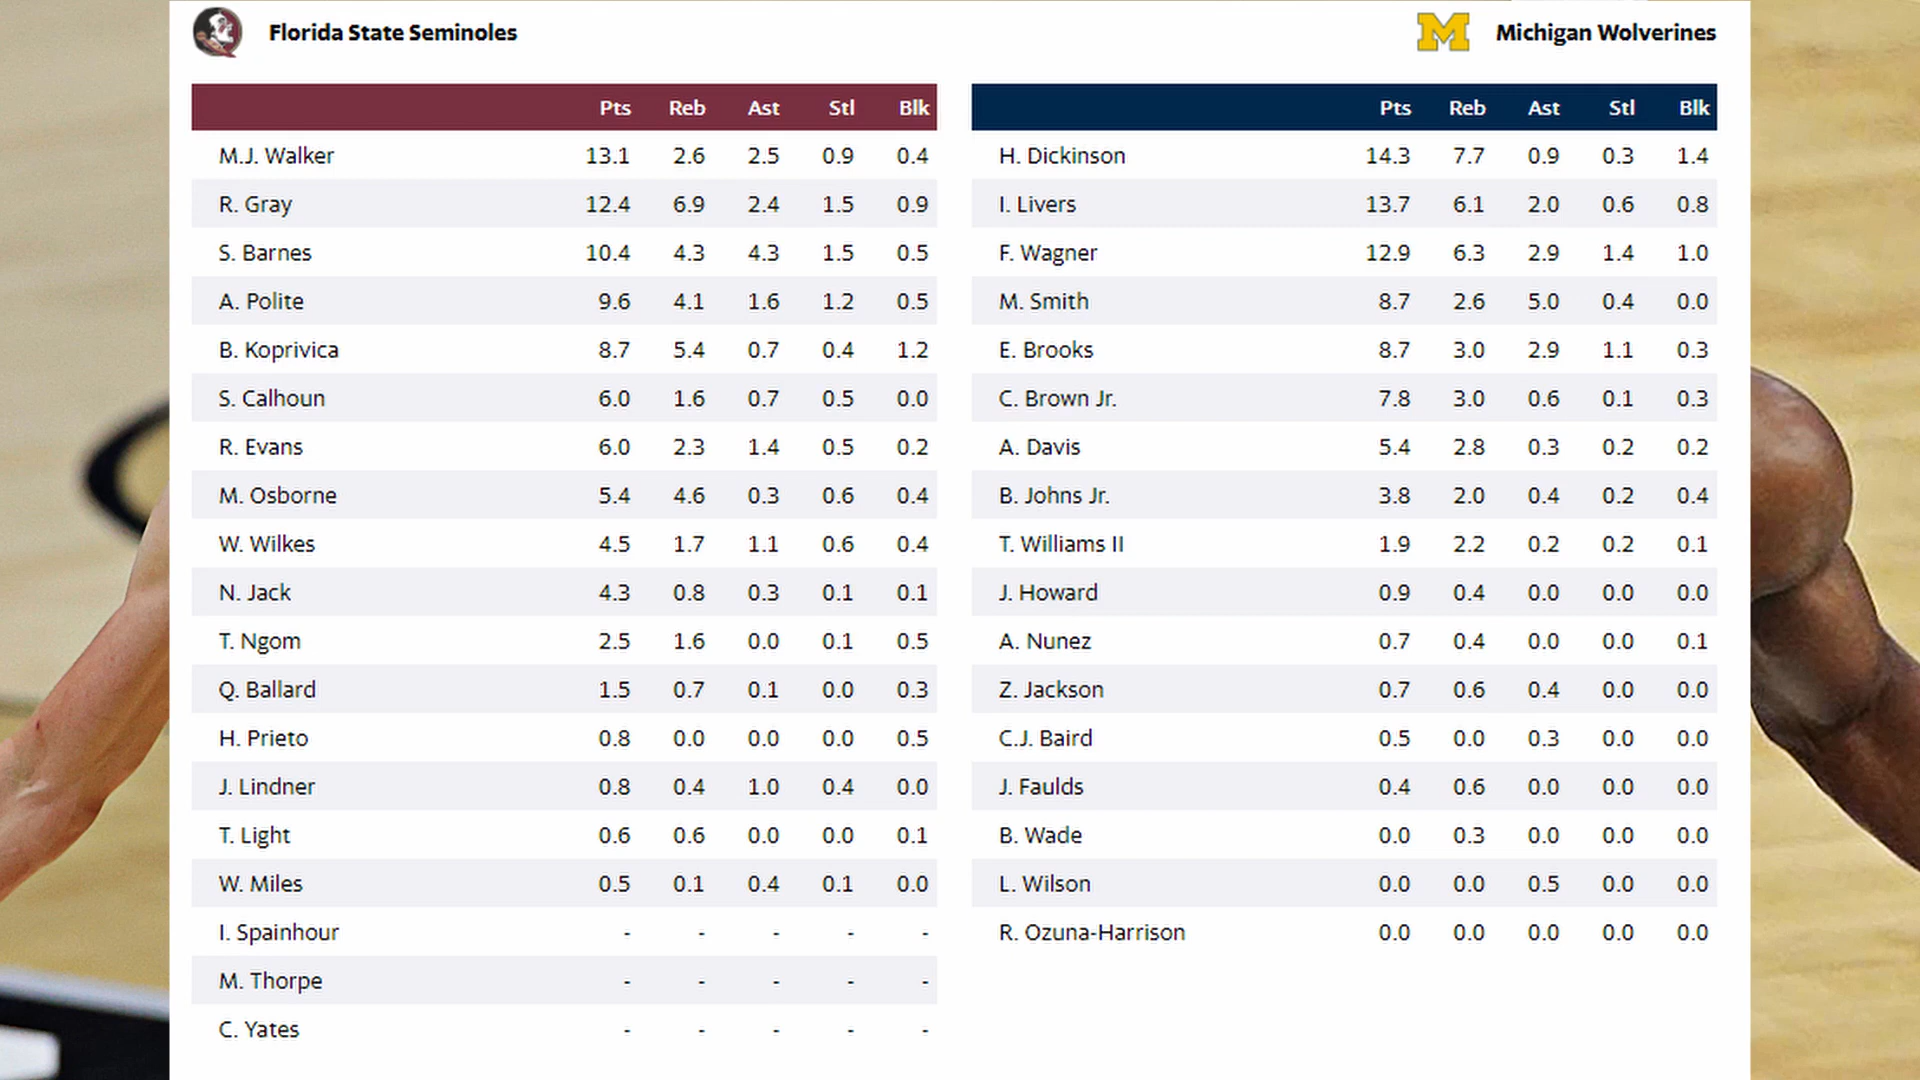 Florida State Seminoles
M Michigan Wolverines
Pts Reb Ast Stl Blk
M.J. Walker 13.1 2.6 2.5 0.9 0.4
R. Gray 12.4 6.9 2.4 1.5 0.9
S. Barnes 10.4 4.3 4.3 1.5 0.5
A. Polite 9.6 4.1 1.6 1.2 0.5
B. Koprivica 8.7 5.4 0.7 0.4 1.2
S. Calhoun 6.0 1.6 0.7 0.5 0.0
R. Evans 6.0 2.3 1.4 0.5 0.2
M. Osborne 5.4 4.6 0.3 0.6 0.4
W. Wilkes 4.5 1.7 1.1 0.6 0.4
N. Jack 4.3 0.8 0.3 0.1 0.1
T. Ngom 2.5 1.6 0.0 0.1 0.5
Q. Ballard 1.5 0.7 0.1 0.0 0.3
H. Prieto 0.8 0.0 0.0 0.0 0.5
J. Lindner 0.8 0.4 1.0 0.4 0.0
T. Light 0.6 0.6 0.0 0.0 0.1
W. Miles 0.5 0.1 0.4 0.1 0.0
I. Spainhour - - - - -
M. Thorpe - - - - -
C. Yates - - - - -
Pts Reb Ast Stl Blk
H. Dickinson 14.3 7.7 0.9 0.3 1.4
I. Livers 13.7 6.1 2.0 0.6 0.8
F. Wagner 12.9 6.3 2.9 1.4 1.0
M. Smith 8.7 2.6 5.0 0.4 0.0
E. Brooks 8.7 3.0 2.9 1.1 0.3
C. Brown Jr. 7.8 3.0 0.6 0.1 0.3
A. Davis 5.4 2.8 0.3 0.2 0.2
B. Johns Jr. 3.8 2.0 0.4 0.2 0.4
T. Williams II 1.9 2.2 0.2 0.2 0.1
J. Howard 0.9 0.4 0.0 0.0 0.0
A. Nunez 0.7 0.4 0.0 0.0 0.1
Z. Jackson 0.7 0.6 0.4 0.0 0.0
C.J. Baird 0.5 0.0 0.3 0.0 0.0
J. Faulds 0.4 0.6 0.0 0.0 0.0
B. Wade 0.0 0.3 0.0 0.0 0.0
L. Wilson 0.0 0.0 0.5 0.0 0.0
R. Ozuna-Harrison 0.0 0.0 0.0 0.0 0.0